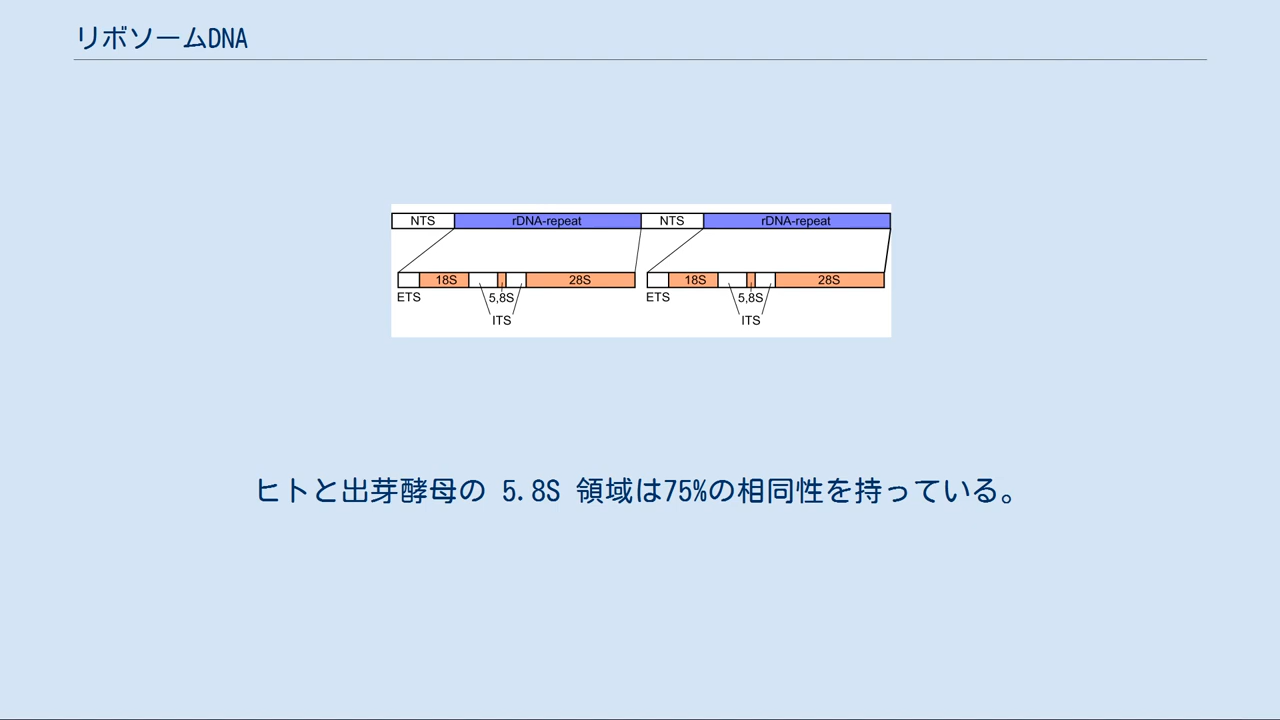 リボソームDNA
NTS rDNA-repeat NTS rDNA-repeat
18S 28S 18S 28S
ETS 5,8S ETS 5,8S
ITS ITS
ヒトと出芽酵母の 5.8S 領域は75%の相同性を持っている。